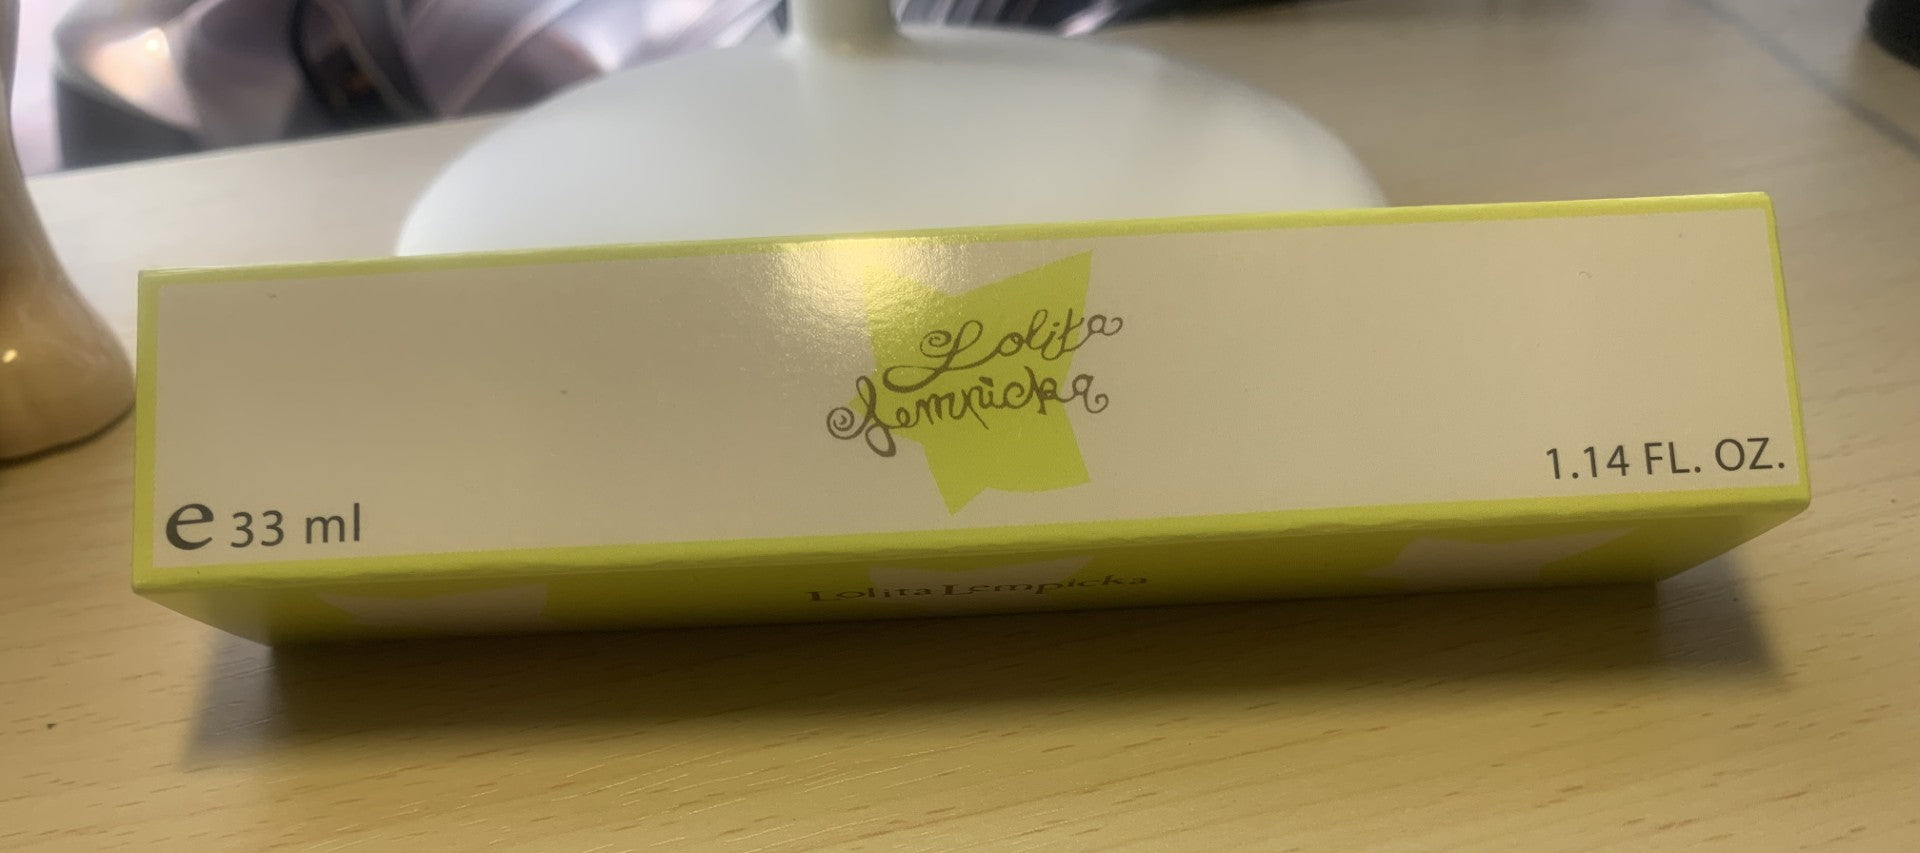 Lolita
Lempicka
e 33 ml
1.14 FL. OZ.
Lolita Lempicka